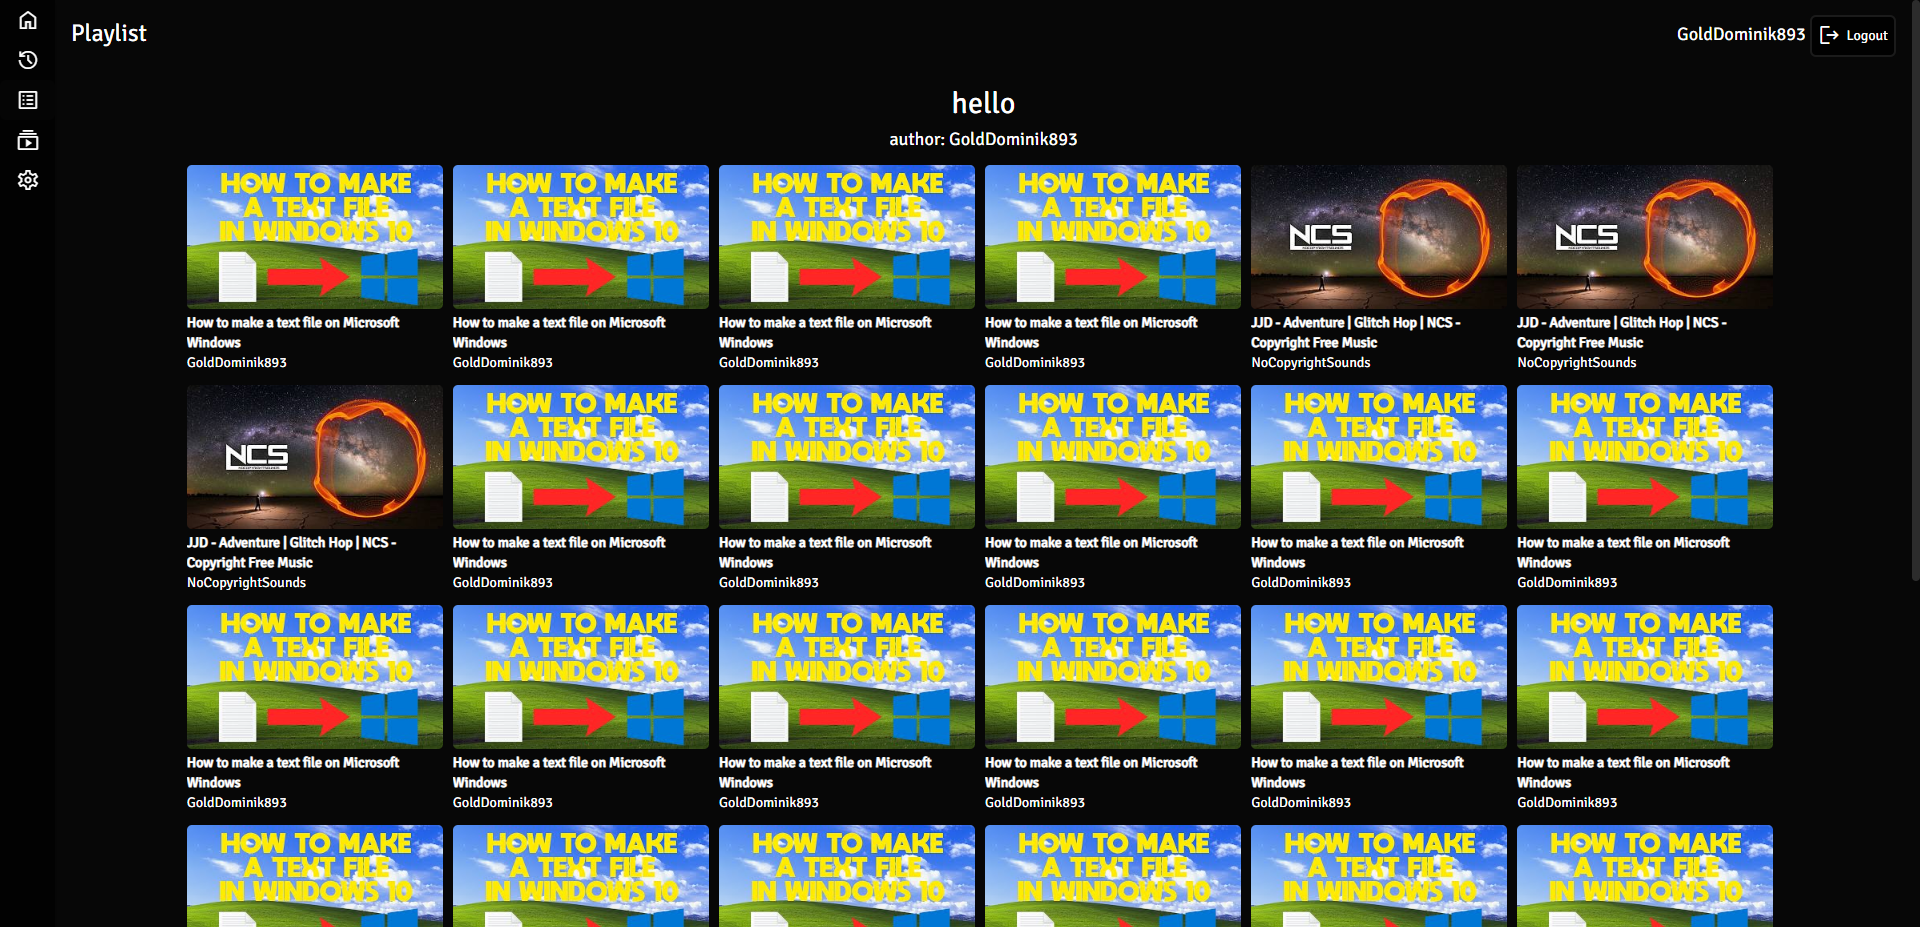 Playlist
GoldDominik893
Logout
hello
author: GoldDominik893
HOW TO MAKE
A TEXT FILE
IN WINDOWS 10
HOW TO MAKE
A TEXT FILE
IN WINDOWS 10
HOW TO MAKE
A TEXT FILE
IN WINDOWS 10
HOW TO MAKE
A TEXT FILE
IN WINDOWS 10
NCS
NCS
How to make a text file on Microsoft
Windows
GoldDominik893
How to make a text file on Microsoft
Windows
GoldDominik893
How to make a text file on Microsoft
Windows
GoldDominik893
How to make a text file on Microsoft
Windows
GoldDominik893
JJD - Adventure | Glitch Hop | NCS -
Copyright Free Music
NoCopyrightSounds
JJD - Adventure | Glitch Hop | NCS -
Copyright Free Music
NoCopyrightSounds
NCS
HOW TO MAKE
A TEXT FILE
IN WINDOWS 10
HOW TO MAKE
A TEXT FILE
IN WINDOWS 10
HOW TO MAKE
A TEXT FILE
IN WINDOWS 10
HOW TO MAKE
A TEXT FILE
IN WINDOWS 10
HOW TO MAKE
A TEXT FILE
IN WINDOWS 10
JJD - Adventure | Glitch Hop | NCS -
Copyright Free Music
NoCopyrightSounds
How to make a text file on Microsoft
Windows
GoldDominik893
How to make a text file on Microsoft
Windows
GoldDominik893
How to make a text file on Microsoft
Windows
GoldDominik893
How to make a text file on Microsoft
Windows
GoldDominik893
How to make a text file on Microsoft
Windows
GoldDominik893
HOW TO MAKE
A TEXT FILE
IN WINDOWS 10
HOW TO MAKE
A TEXT FILE
IN WINDOWS 10
HOW TO MAKE
A TEXT FILE
IN WINDOWS 10
HOW TO MAKE
A TEXT FILE
IN WINDOWS 10
HOW TO MAKE
A TEXT FILE
IN WINDOWS 10
HOW TO MAKE
A TEXT FILE
IN WINDOWS 10
How to make a text file on Microsoft
Windows
GoldDominik893
How to make a text file on Microsoft
Windows
GoldDominik893
How to make a text file on Microsoft
Windows
GoldDominik893
How to make a text file on Microsoft
Windows
GoldDominik893
How to make a text file on Microsoft
Windows
GoldDominik893
How to make a text file on Microsoft
Windows
GoldDominik893
HOW TO MAKE
A TEXT FILE
IN WINDOWS 10
HOW TO MAKE
A TEXT FILE
IN WINDOWS 10
HOW TO MAKE
A TEXT FILE
IN WINDOWS 10
HOW TO MAKE
A TEXT FILE
IN WINDOWS 10
HOW TO MAKE
A TEXT FILE
IN WINDOWS 10
HOW TO MAKE
A TEXT FILE
IN WINDOWS 10